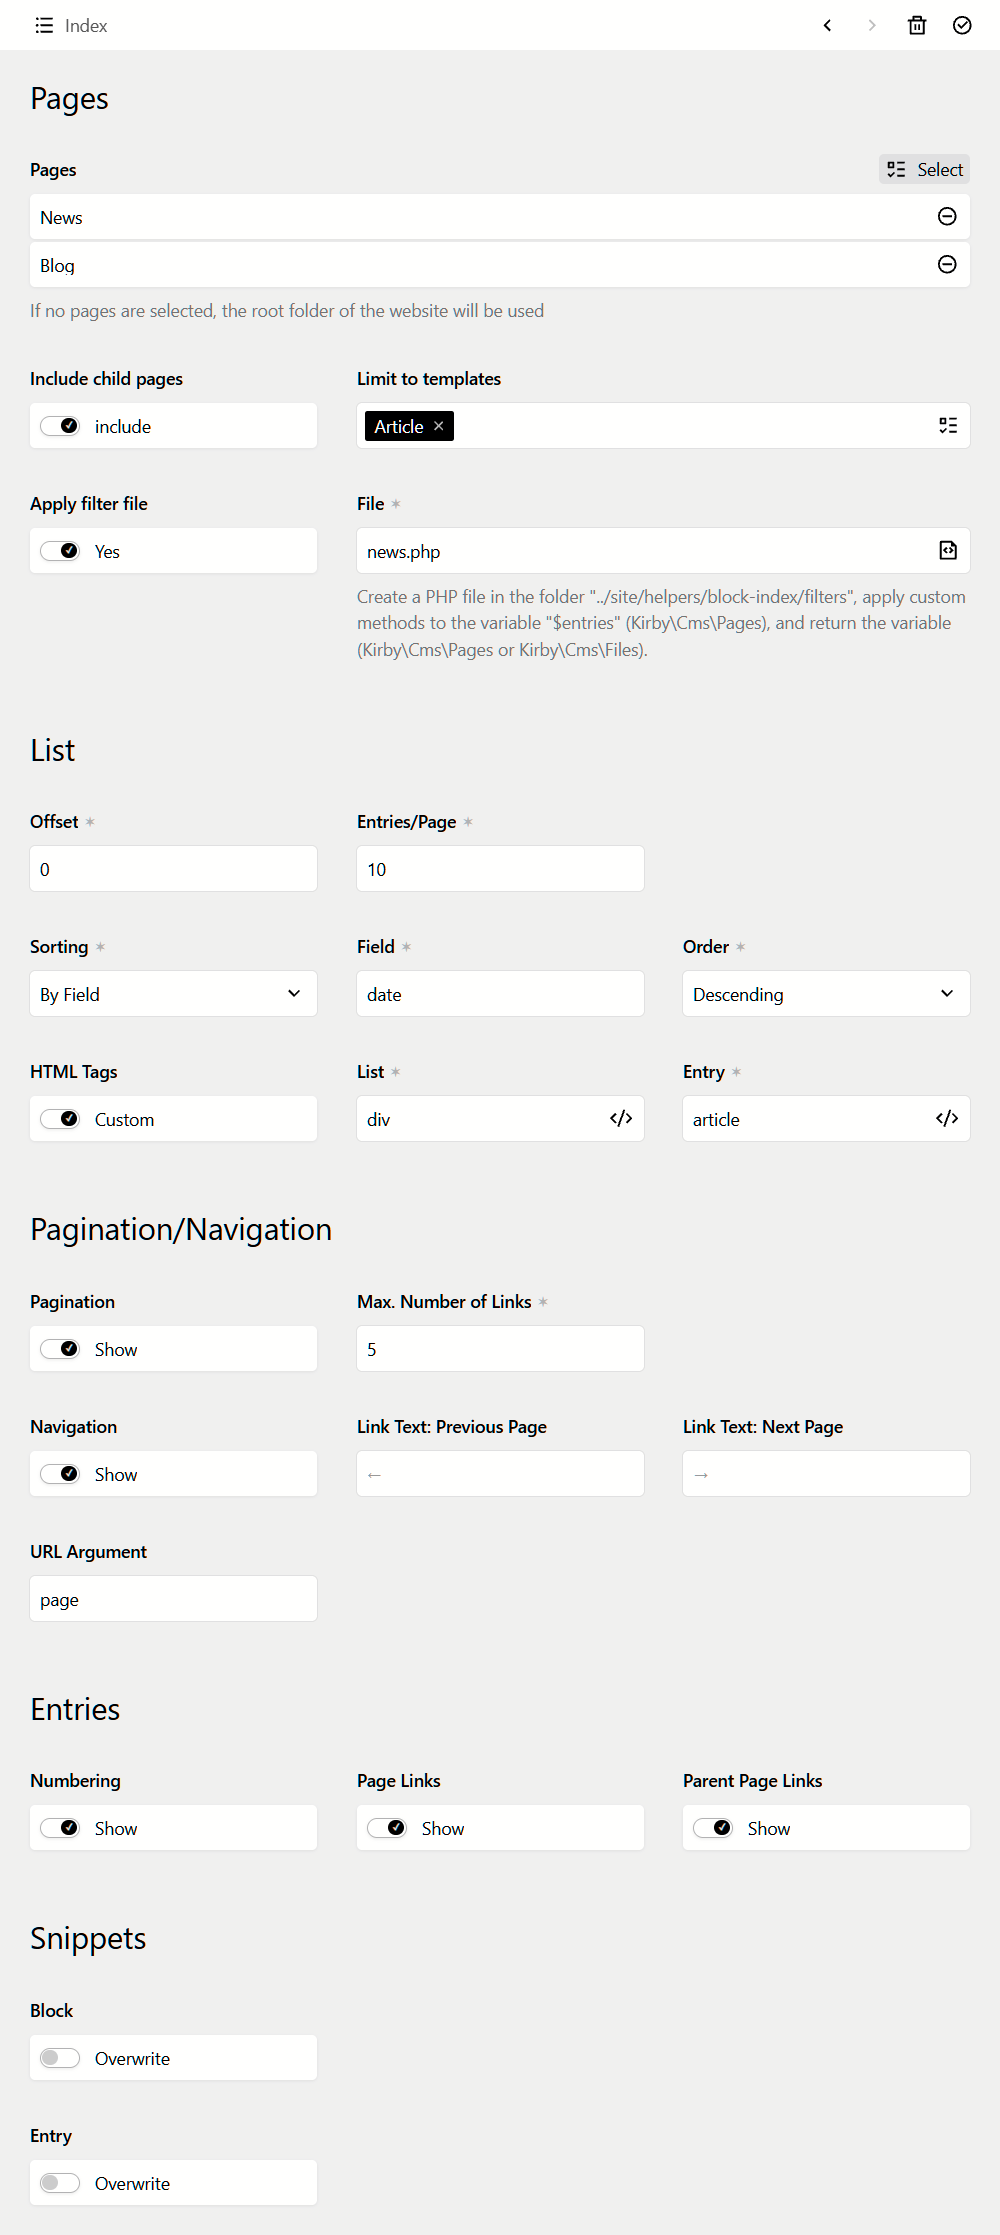 Index
Pages
Pages
Select
News
Blog
If no pages are selected, the root folder of the website will be used
Include child pages
Limit to templates
include
Article ×
Apply filter file
File *
Yes
news.php
Create a PHP file in the folder "../site/helpers/block-index/filters", apply custom
methods to the variable "$entries" (Kirby\Cms\Pages), and return the variable
(Kirby\Cms\Pages or Kirby\Cms\Files).
List
Offset *
Entries/Page *
0
10
Sorting *
Field *
Order *
By Field
date
Descending
HTML Tags
List *
Entry *
Custom
div
</>
article
</>
Pagination/Navigation
Pagination
Max. Number of Links *
Show
5
Navigation
Link Text: Previous Page
Link Text: Next Page
Show
←
→
URL Argument
page
Entries
Numbering
Page Links
Parent Page Links
Show
Show
Show
Snippets
Block
Overwrite
Entry
Overwrite